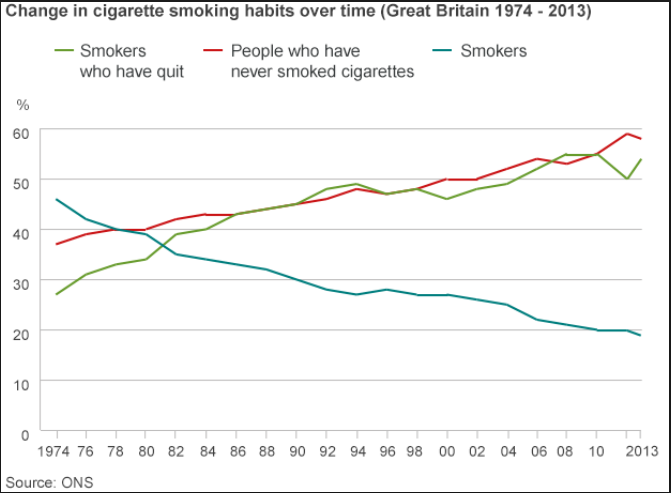 Change in cigarette smoking habits over time (Great Britain 1974 - 2013)
Smokers
who have quit
People who have
never smoked cigarettes
Smokers
%
60
50
40
30
20
10
0
1974 76 78 80 82 84 86 88 90 92 94 96 98 00 02 04 06 08 10 2013
Source: ONS